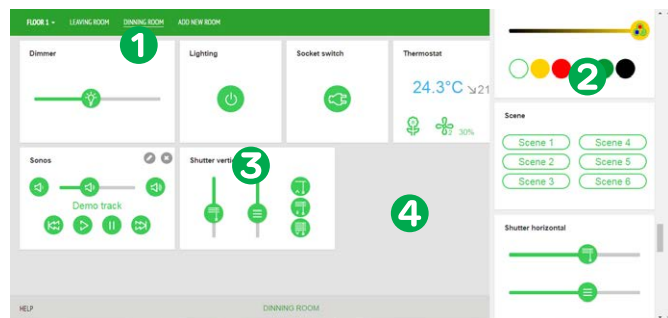 FLOOR 1 LEAVING ROOM DINNING ROOM ADD NEW ROOM
1
Dimmer
Lighting
Socket switch
Thermostat
24.3°C ↘21
2 30%
2
Scene
Scene 1 Scene 4
Scene 2 Scene 5
Scene 3 Scene 6
Sonos
Demo track
Shutter verti
3
4
Shutter horizontal
HELP DINNING ROOM